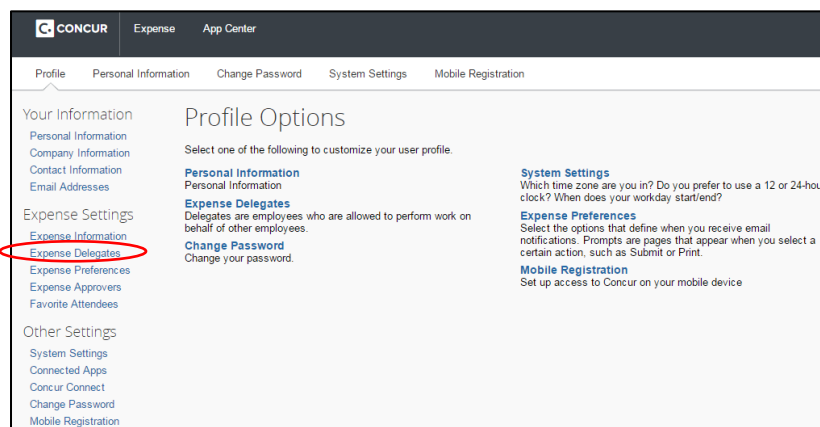 C. CONCUR Expense App Center
Profile Personal Information Change Password System Settings Mobile Registration
Your Information
Personal Information
Company Information
Contact Information
Email Addresses
Expense Settings
Expense Information
Expense Delegates
Expense Preferences
Expense Approvers
Favorite Attendees
Other Settings
System Settings
Connected Apps
Concur Connect
Change Password
Mobile Registration
Profile Options
Select one of the following to customize your user profile.
Personal Information
Personal Information
Expense Delegates
Delegates are employees who are allowed to perform work on
behalf of other employees.
Change Password
Change your password.
System Settings
Which time zone are you in? Do you prefer to use a 12 or 24-hou
clock? When does your workday start/end?
Expense Preferences
Select the options that define when you receive email
notifications. Prompts are pages that appear when you select a
certain action, such as Submit or Print.
Mobile Registration
Set up access to Concur on your mobile device